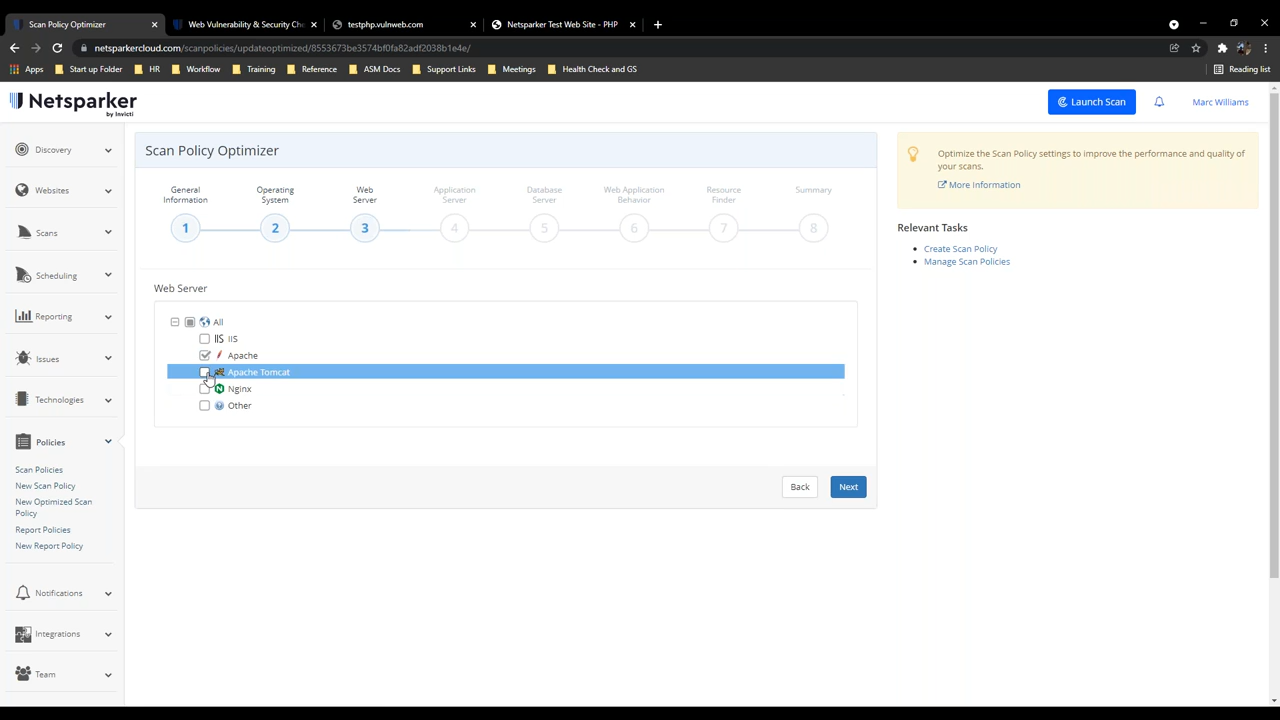 Scan Policy Optimizer
Web Vulnerability & Security Che
testphp.vulnweb.com
Netsparker Test Web Site - PHP
netsparkercloud.com/scanpolicies/updateoptimized/8553673be3574bf0fa82adf2038b1e4e/
Apps
Start up Folder
HR
Workflow
Training
Reference
ASM Docs
Support Links
Meetings
Health Check and GS
Reading list
Netsparker
by Invicti
Launch Scan
Marc Williams
Discovery
Websites
Scans
Scheduling
Reporting
Issues
Technologies
Policies
Scan Policies
New Scan Policy
New Optimized Scan
Policy
Report Policies
New Report Policy
Notifications
Integrations
Team
Scan Policy Optimizer
General
Information
Operating
System
Web
Server
Application
Server
Database
Server
Web Application
Behavior
Resource
Finder
Summary
1
2
3
4
5
6
7
8
Web Server
All
IIS
Apache
Apache Tomcat
Nginx
Other
Back
Next
Optimize the Scan Policy settings to improve the performance and quality of
your scans.
More Information
Relevant Tasks
Create Scan Policy
Manage Scan Policies